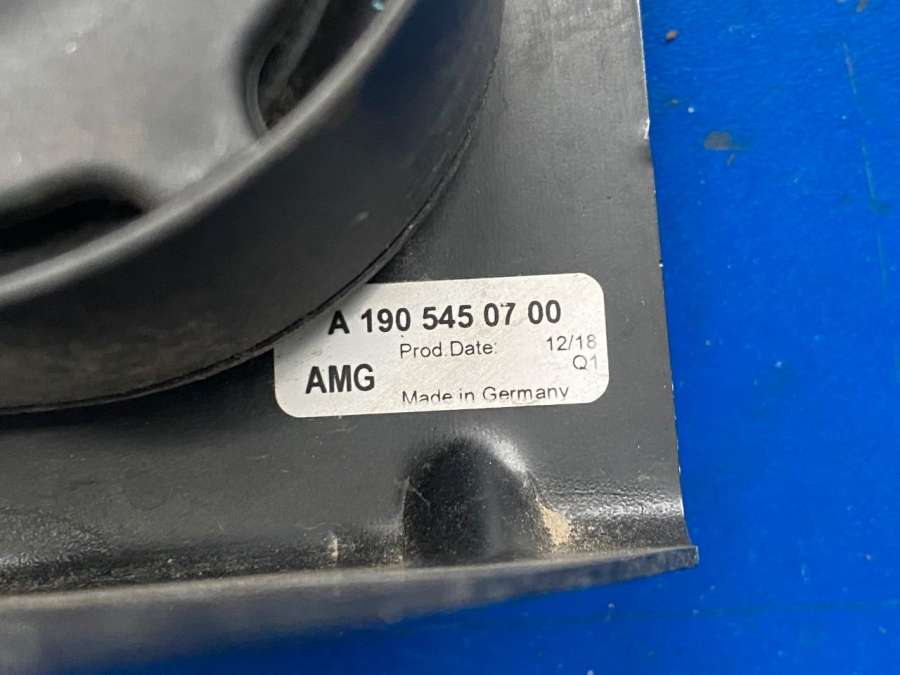 A 190 545 07 00
Prod.Date: 12/18
Q1
AMG
Made in Germany